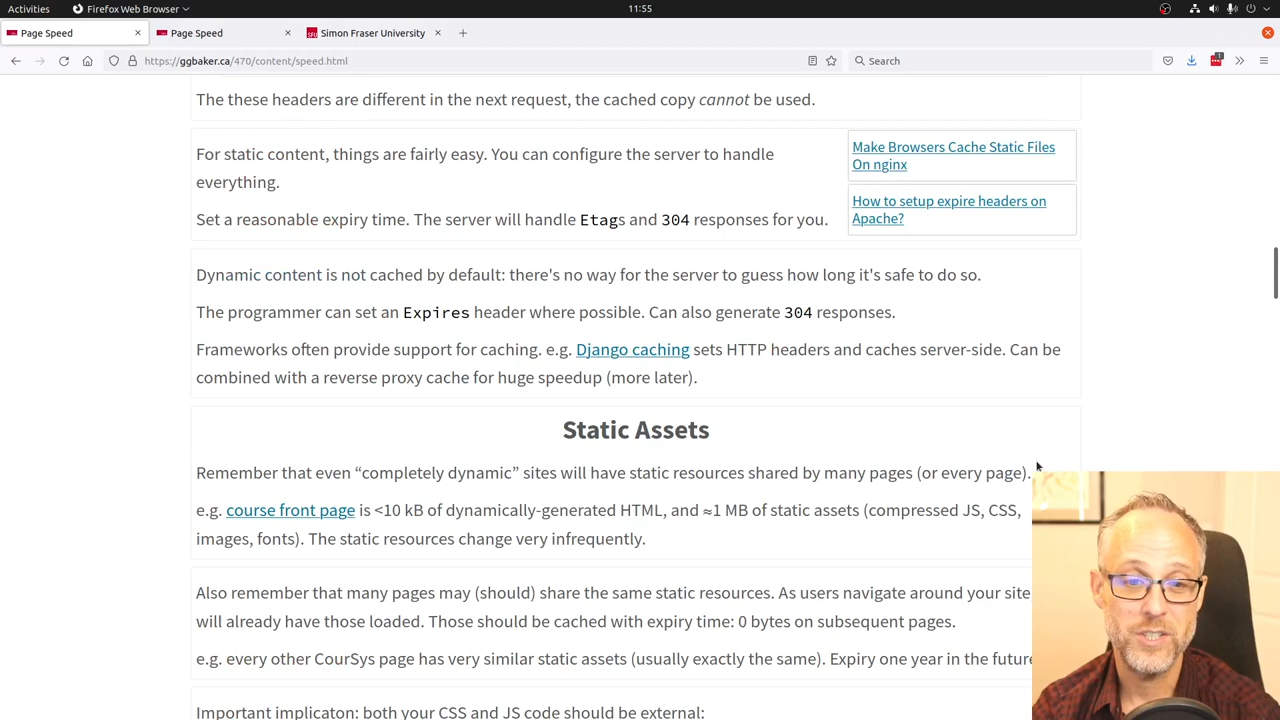 Activities
Firefox Web Browser
11:55
Page Speed
Page Speed
Simon Fraser University
https://ggbaker.ca/470/content/speed.html
Search
1
The these headers are different in the next request, the cached copy cannot be used.
For static content, things are fairly easy. You can configure the server to handle
everything.
Set a reasonable expiry time. The server will handle Etags and 304 responses for you.
Make Browsers Cache Static Files
On nginx
How to setup expire headers on
Apache?
Dynamic content is not cached by default: there's no way for the server to guess how long it's safe to do so.
The programmer can set an Expires header where possible. Can also generate 304 responses.
Frameworks often provide support for caching. e.g. Django caching sets HTTP headers and caches server-side. Can be
combined with a reverse proxy cache for huge speedup (more later).
Static Assets
Remember that even “completely dynamic” sites will have static resources shared by many pages (or every page).
e.g. course front page is <10 kB of dynamically-generated HTML, and ≈1 MB of static assets (compressed JS, CSS,
images, fonts). The static resources change very infrequently.
Also remember that many pages may (should) share the same static resources. As users navigate around your site
will already have those loaded. Those should be cached with expiry time: 0 bytes on subsequent pages.
e.g. every other CourSys page has very similar static assets (usually exactly the same). Expiry one year in the future
Important implicaton: both your CSS and JS code should be external: